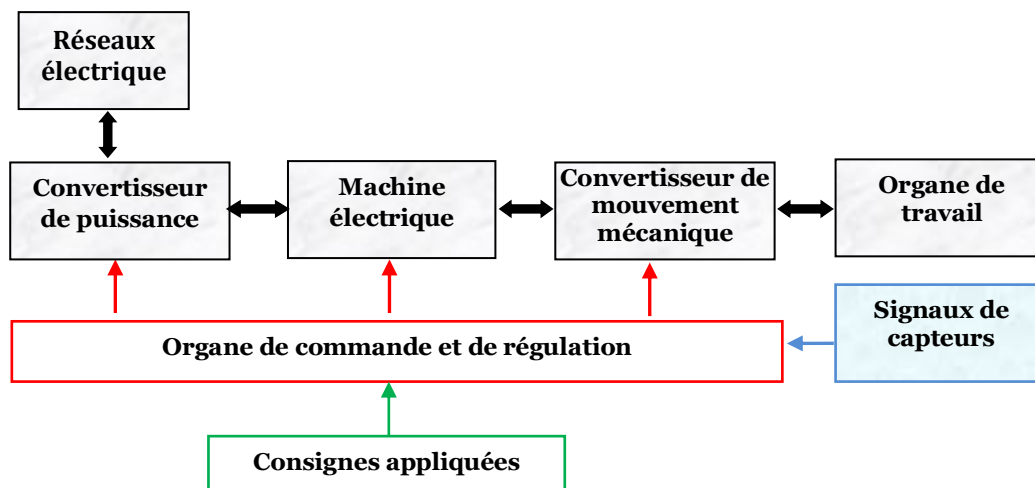 Réseaux
électrique
Convertisseur
de puissance
Machine
électrique
Convertisseur de
mouvement
mécanique
Organe de
travail
Organe de commande et de régulation
Signaux de
capteurs
Consignes appliquées